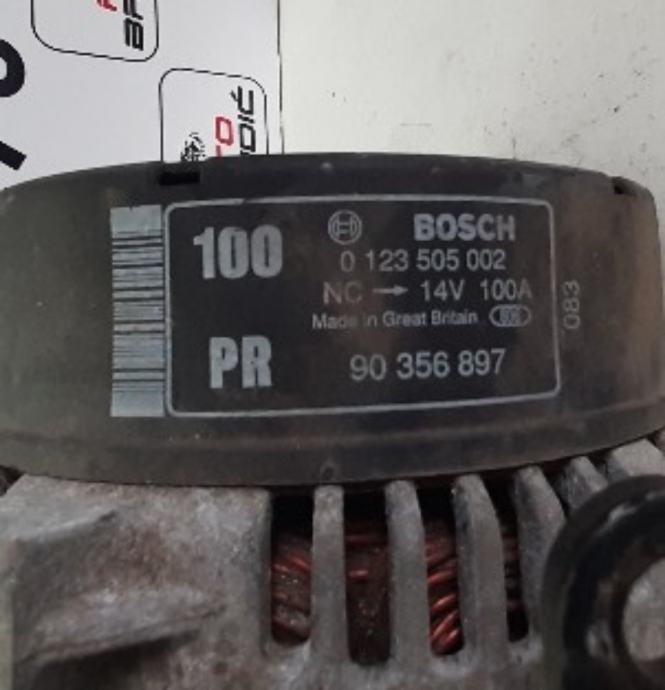 100
BOSCH
0 123 505 002
NC → 14V 100A
Made in Great Britain
PR
90 356 897
083